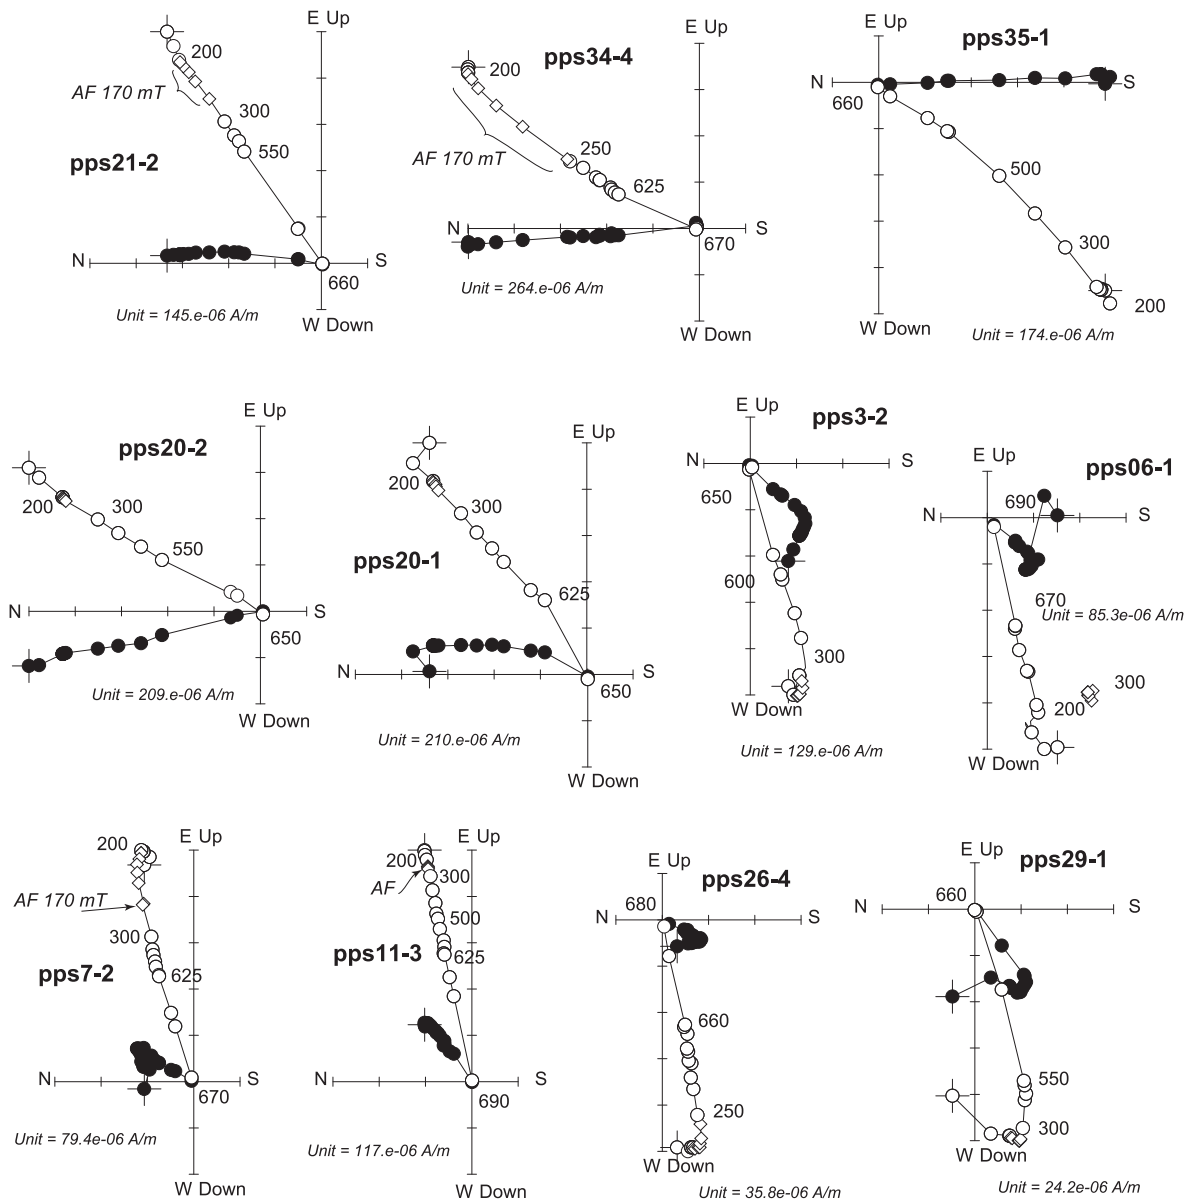 E Up
200
AF 170 mT
300
pps21-2
550
N
S
660
Unit = 145.e-06 A/m
W Down
E Up
pps34-4
200
250
AF 170 mT
625
N
S
670
Unit = 264.e-06 A/m
W Down
E Up
pps35-1
N
S
660
500
300
200
W Down
Unit = 174.e-06 A/m
E Up
pps20-2
200
300
550
N
S
650
Unit = 209.e-06 A/m
W Down
E Up
200
300
pps20-1
625
N
S
650
Unit = 210.e-06 A/m
W Down
E Up
pps3-2
S
650
600
300
W Down
Unit = 129.e-06 A/m
E Up
pps06-1
690
N
S
670
Unit = 85.3e-06 A/m
300
200
W Down
E Up
200
AF 170 mT
300
pps7-2
625
N
S
670
Unit = 79.4e-06 A/m
W Down
E Up
200
AF
300
500
pps11-3
625
N
S
690
Unit = 117.e-06 A/m
W Down
E Up
pps26-4
680
N
S
660
250
W Down
Unit = 35.8e-06 A/m
E Up
pps29-1
660
N
S
550
300
W Down
Unit = 24.2e-06 A/m